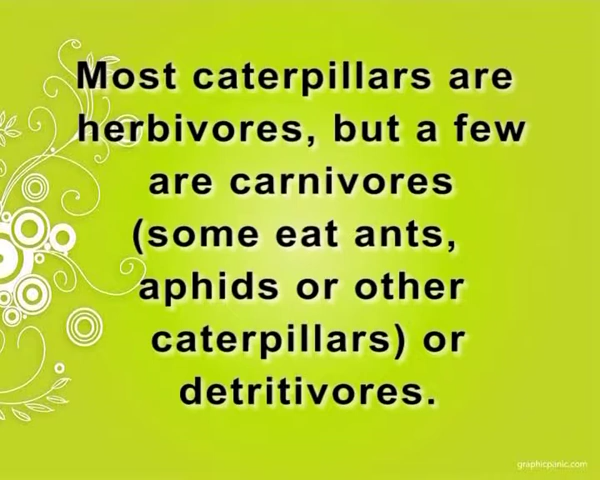 Most caterpillars are
herbivores, but a few
are carnivores
(some eat ants,
aphids or other
caterpillars) or
detritivores.
graphicpanic.com